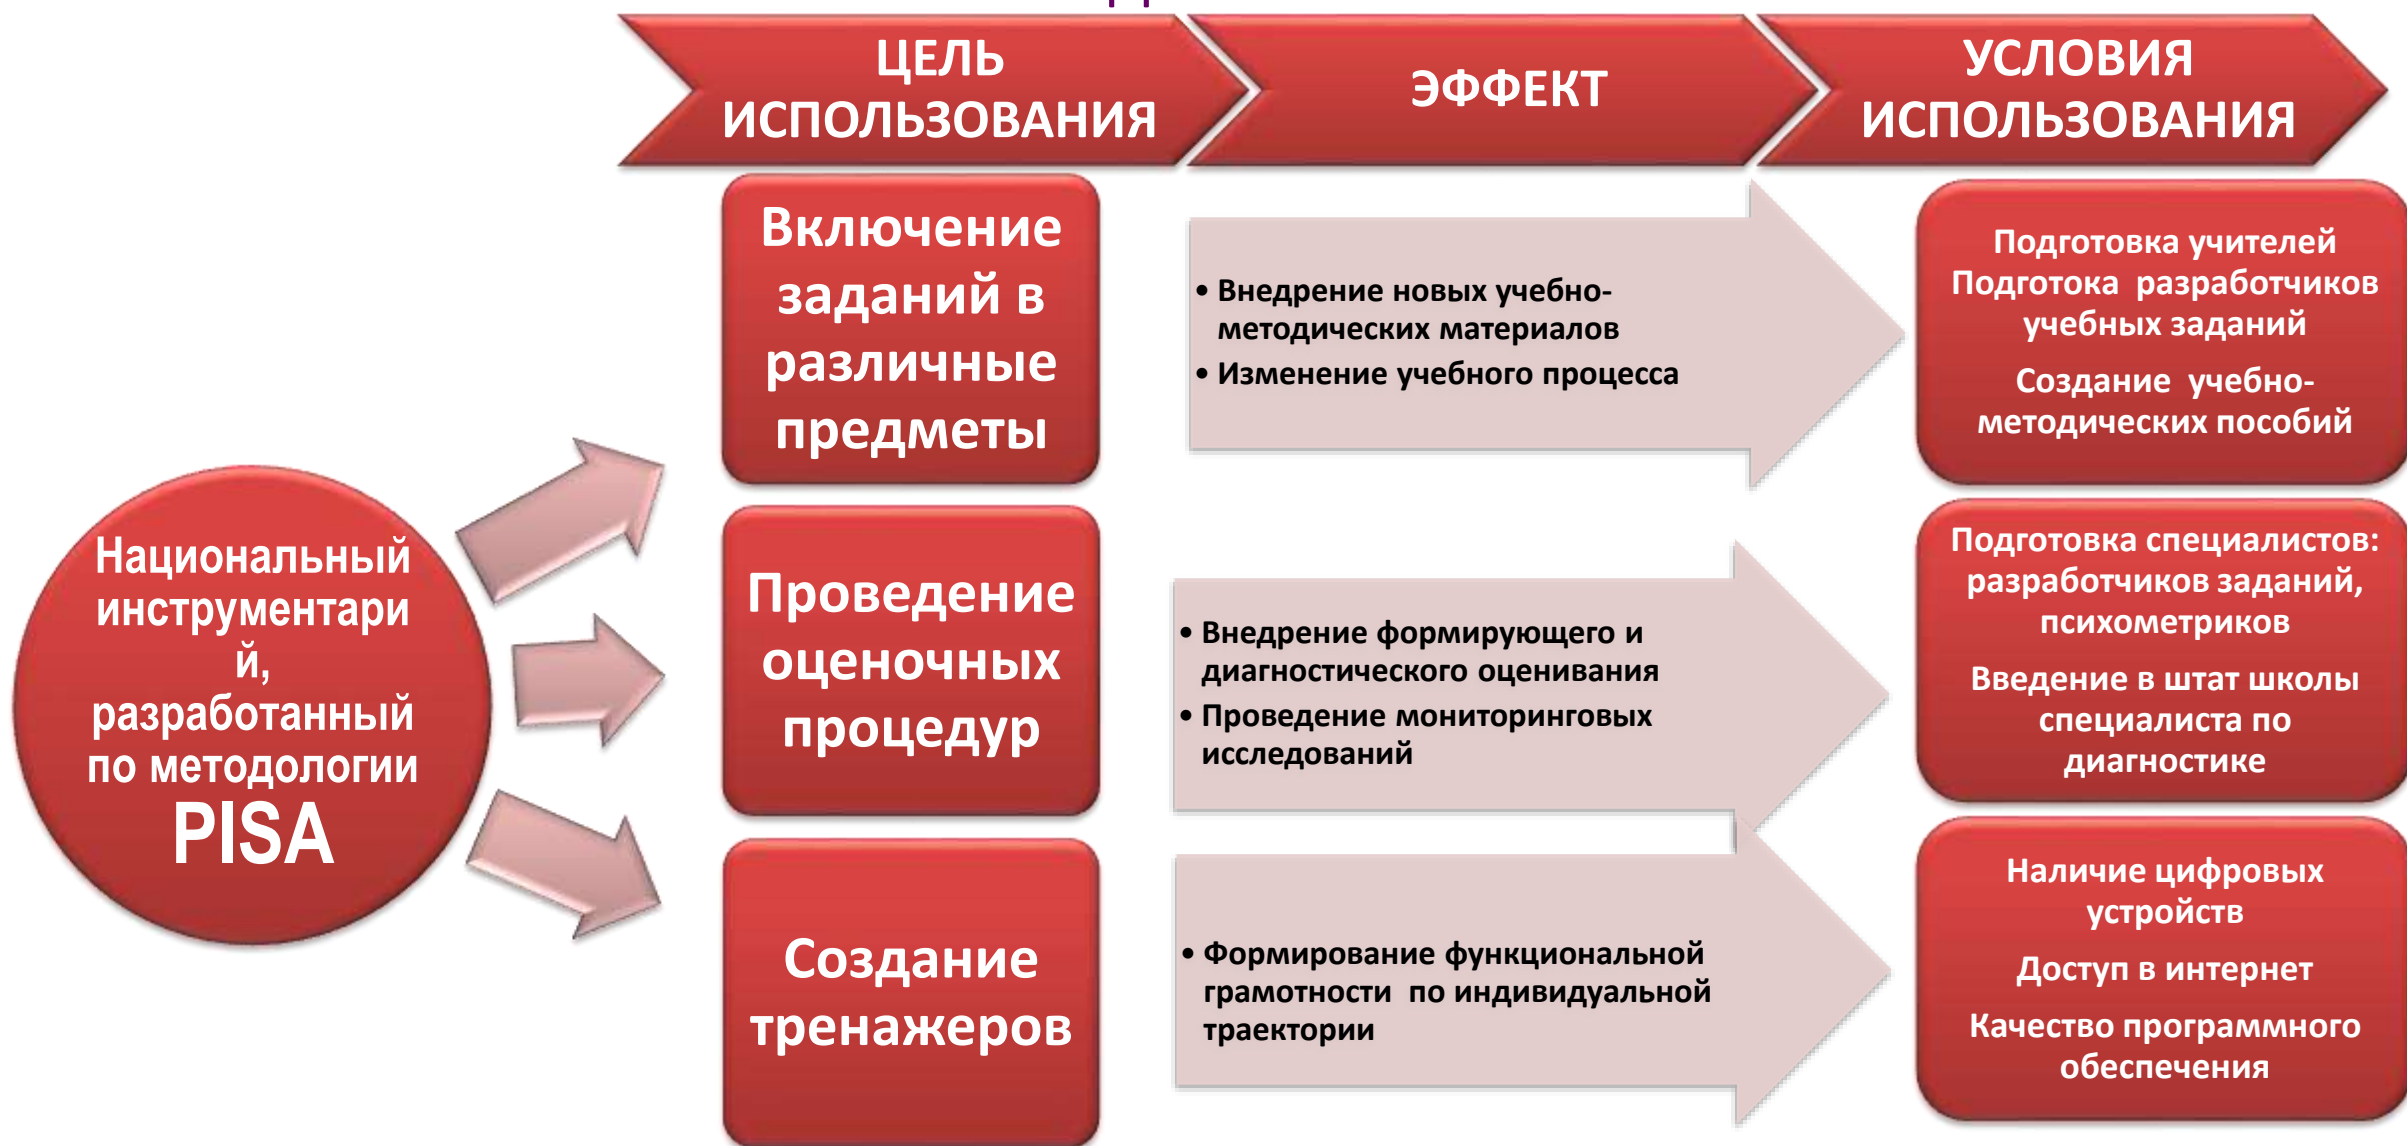 ЦЕЛЬ
ИСПОЛЬЗОВАНИЯ
ЭФФЕКТ
УСЛОВИЯ
ИСПОЛЬЗОВАНИЯ
Национальный
инструментари
й,
разработанный
по методологии
PISA
Включение
заданий в
различные
предметы
• Внедрение новых учебно-
методических материалов
• Изменение учебного процесса
Подготовка учителей
Подготока разработчиков
учебных заданий
Создание учебно-
методических пособий
Проведение
оценочных
процедур
• Внедрение формирующего и
диагностического оценивания
• Проведение мониторинговых
исследований
Подготовка специалистов:
разработчиков заданий,
психометриков
Введение в штат школы
специалиста по
диагностике
Создание
тренажеров
• Формирование функциональной
грамотности по индивидуальной
траектории
Наличие цифровых
устройств
Доступ в интернет
Качество программного
обеспечения